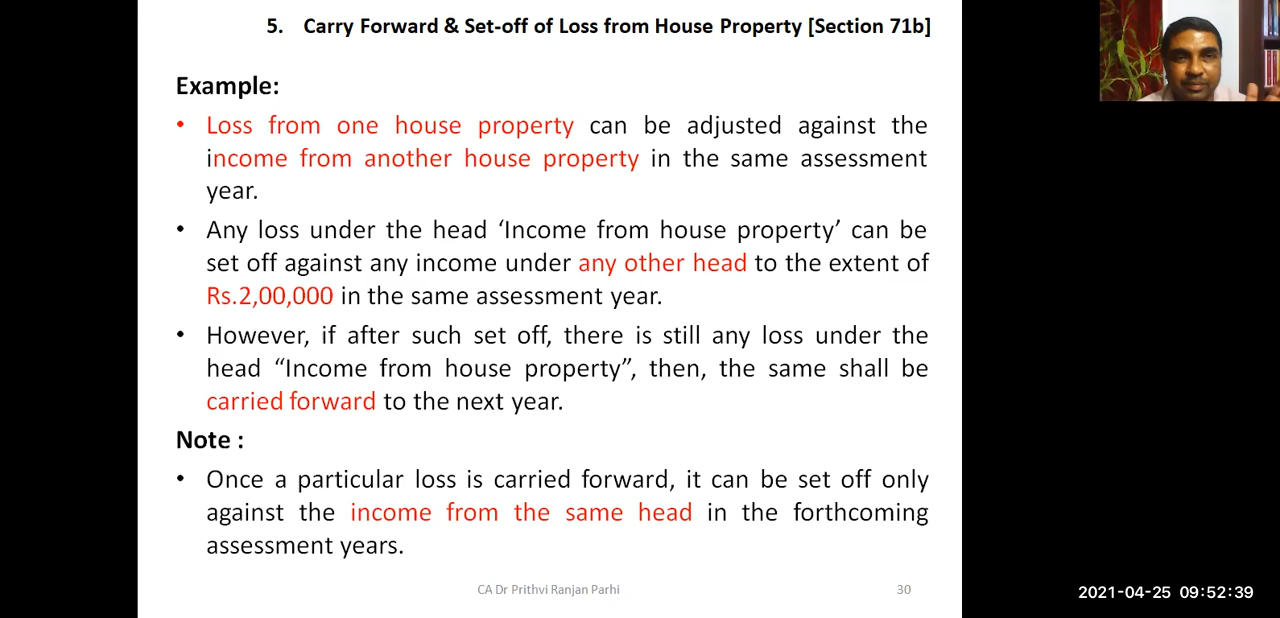 5. Carry Forward & Set-off of Loss from House Property [Section 71b]
Example:
• Loss from one house property can be adjusted against the
income from another house property in the same assessment
year.
• Any loss under the head ‘Income from house property’ can be
set off against any income under any other head to the extent of
Rs.2,00,000 in the same assessment year.
• However, if after such set off, there is still any loss under the
head “Income from house property”, then, the same shall be
carried forward to the next year.
Note :
• Once a particular loss is carried forward, it can be set off only
against the income from the same head in the forthcoming
assessment years.
CA Dr Prithvi Ranjan Parhi
30
2021-04-25 09:52:39